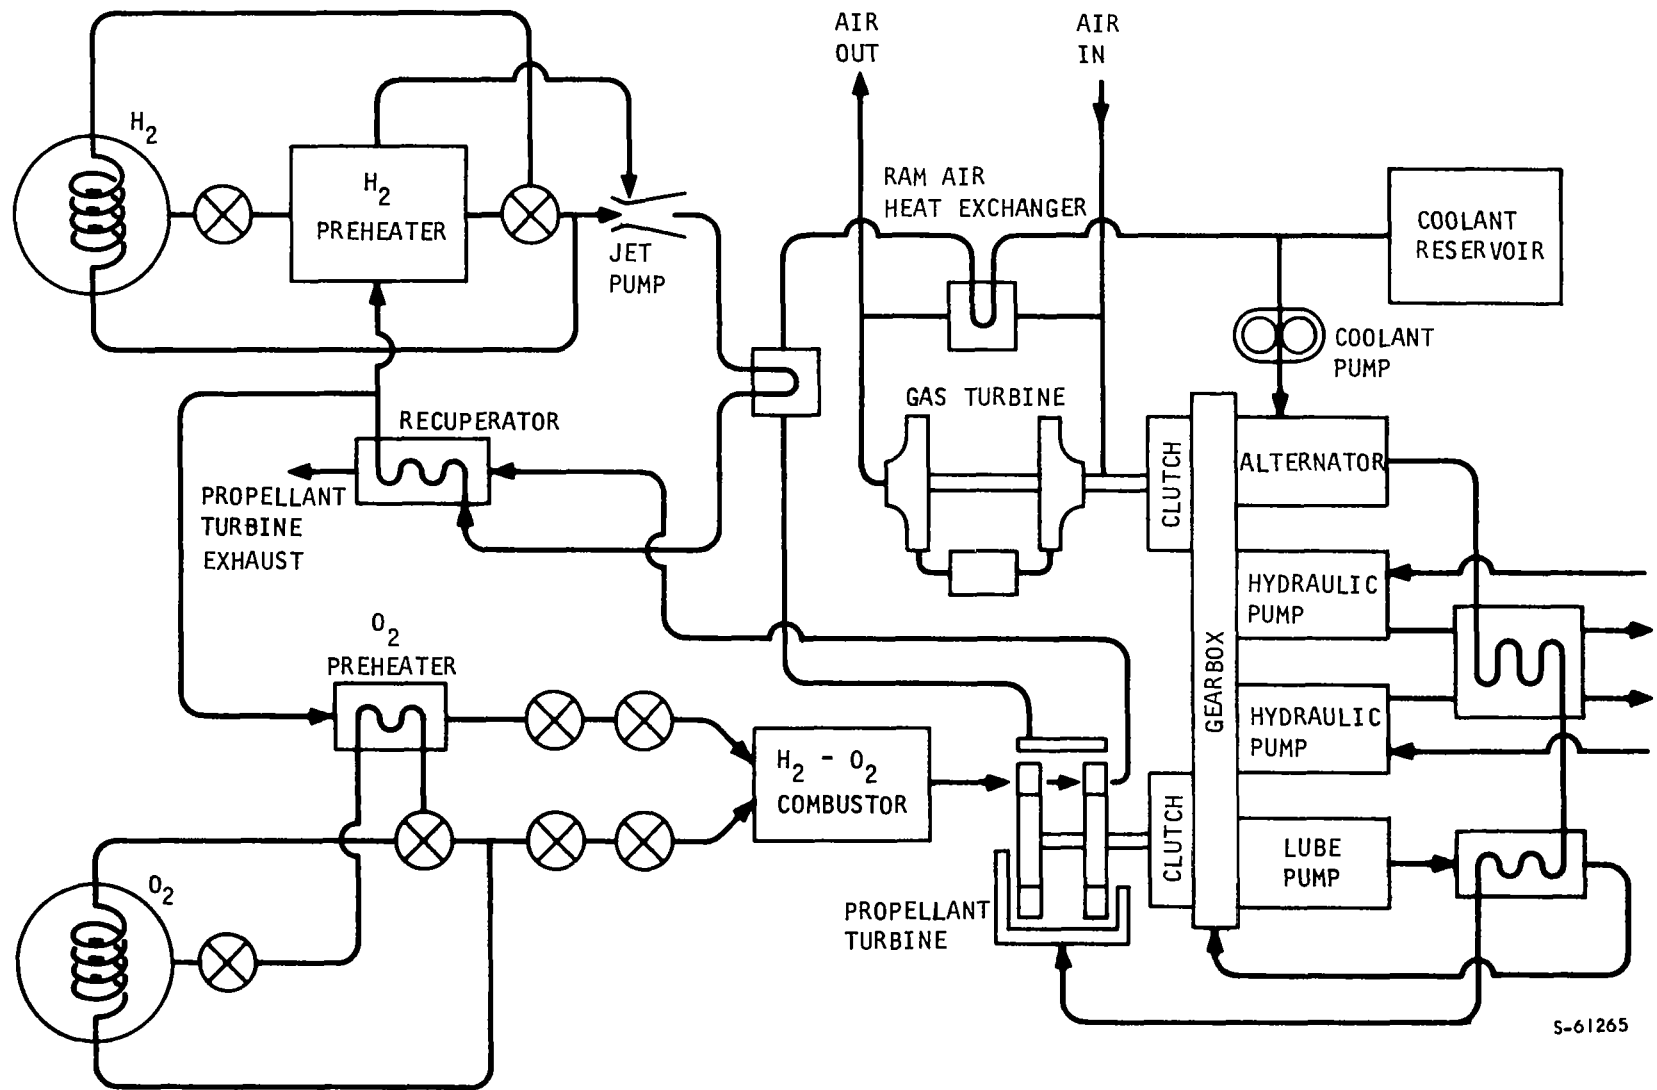 AIR
OUT
AIR
IN
H2
H2
PREHEATER
JET
PUMP
RAM AIR
HEAT EXCHANGER
COOLANT
RESERVOIR
COOLANT
PUMP
GAS TURBINE
RECUPERATOR
PROPELLANT
TURBINE
EXHAUST
CLUTCH
ALTERNATOR
HYDRAULIC
PUMP
GEARBOX
HYDRAULIC
PUMP
O2
PREHEATER
H2 - O2
COMBUSTOR
CLUTCH
LUBE
PUMP
O2
PROPELLANT
TURBINE
S-61265